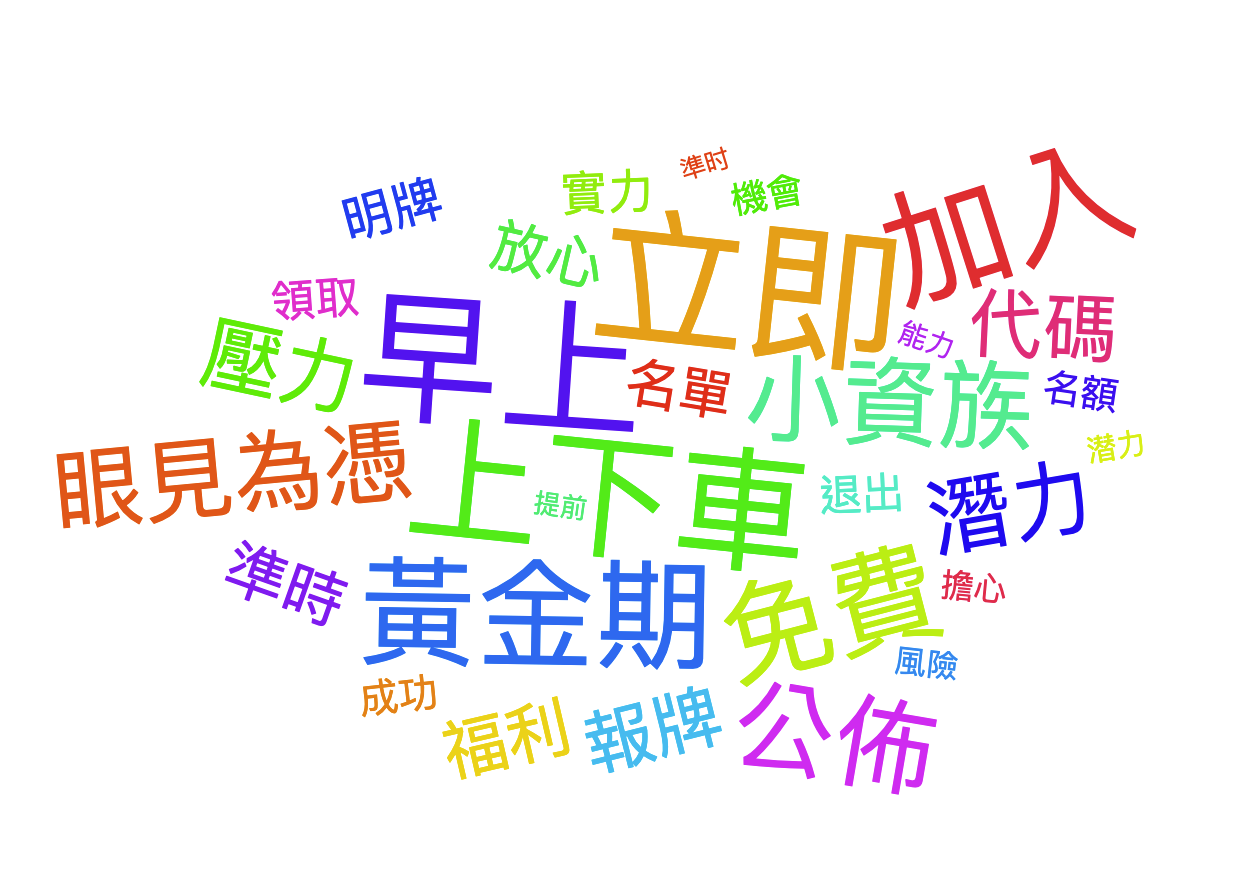 準时
機會
實力
明牌
加入
放心
立即
領取
早上
代碼
能力
壓力
名單
小資族
名額
眼見為憑
上下車
潛力
提前
退出
潛力
準時
黃金期
免費
擔心
風險
成功
福利
報牌
公佈